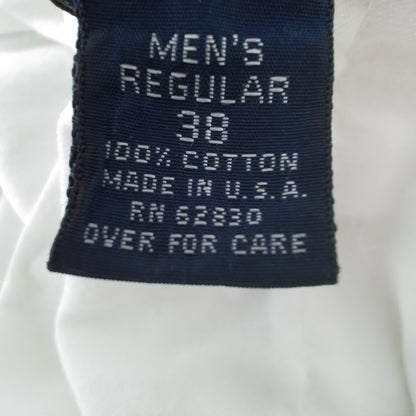 MEN'S
REGULAR
38
100% COTTON
MADE IN U.S.A.
RN 62830
OVER FOR CARE